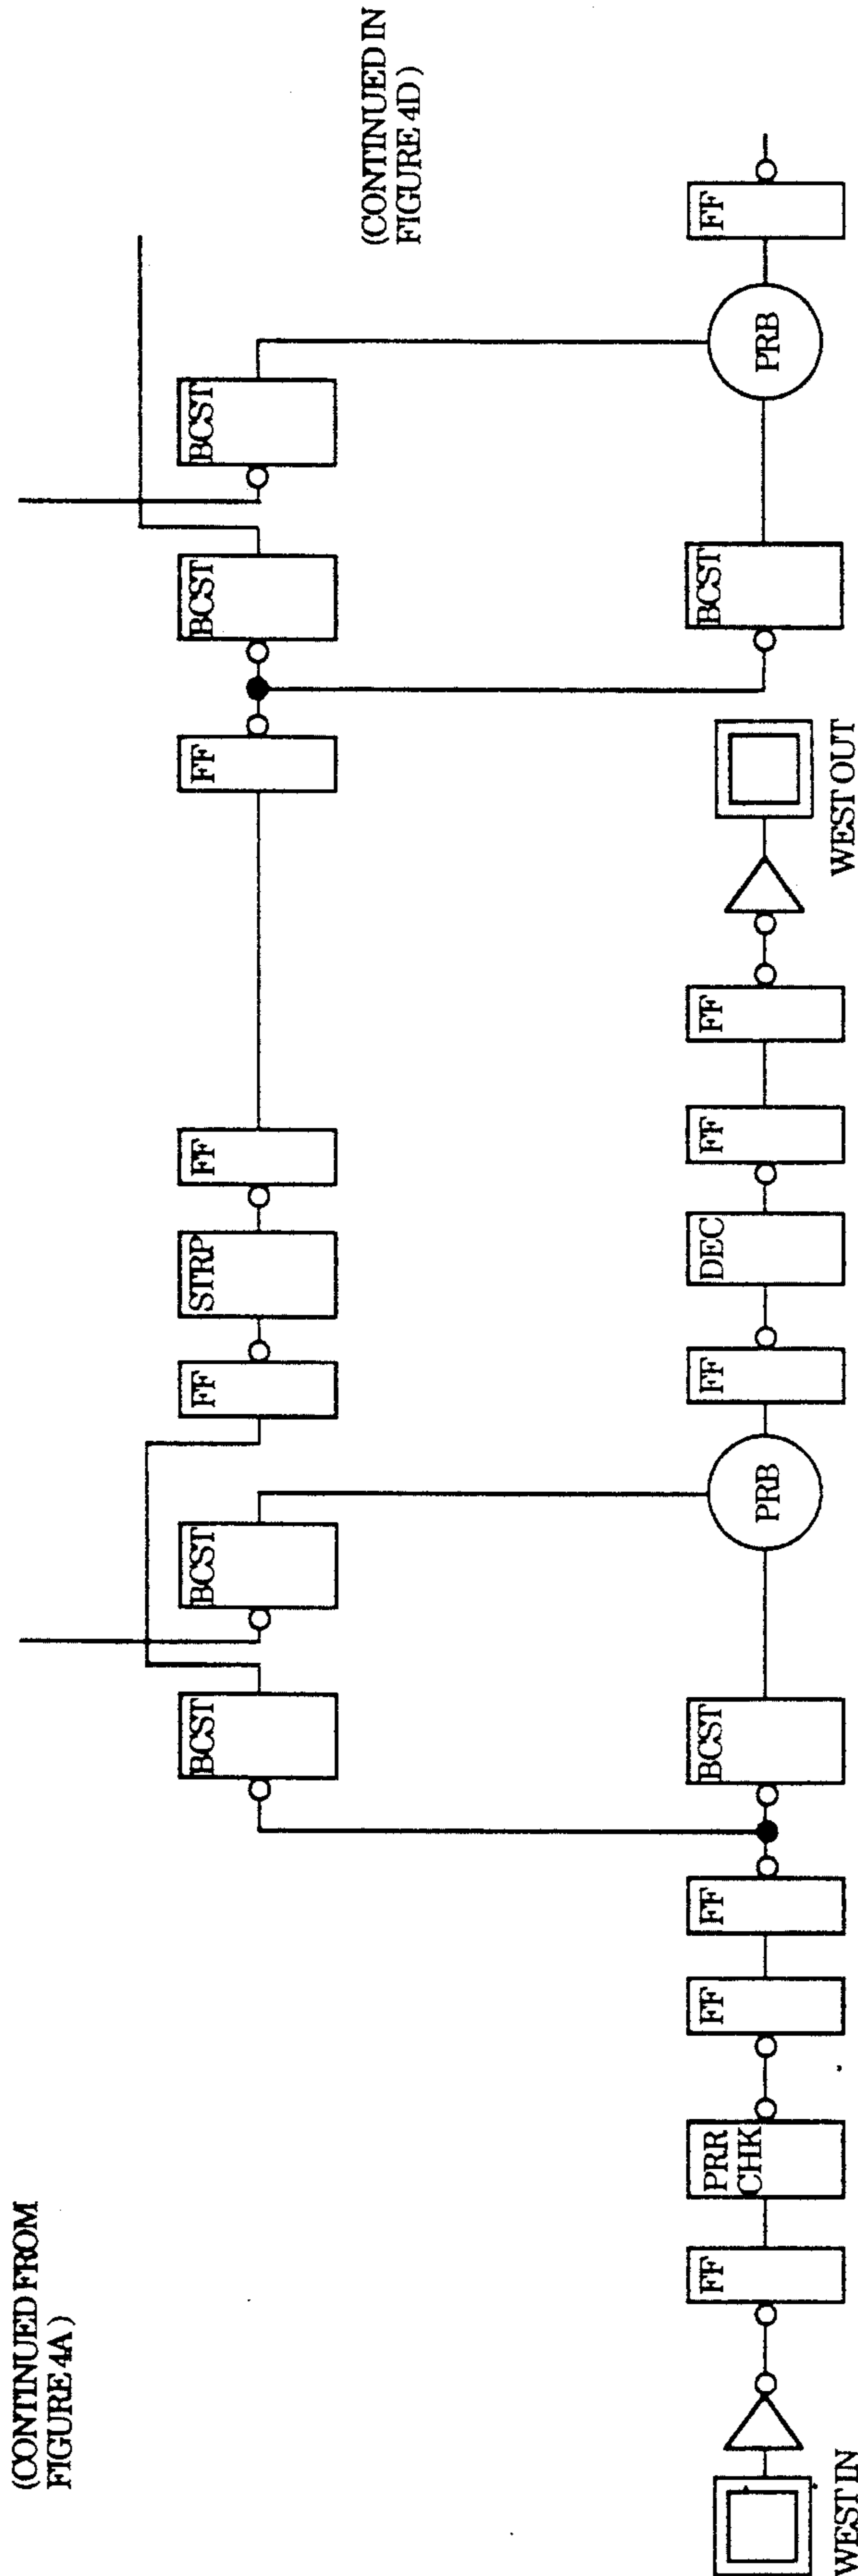 (CONTINUED FROM
FIGURE 4A)
BCST
BCST
FF
STRP
FF
FF
BCST
BCST
(CONTINUED IN
FIGURE 4D)
FF
PRR
CHK
FF
FF
BCST
PRB
FF
DEC
FF
FF
BCST
PRB
FF
WEST IN
WEST OUT